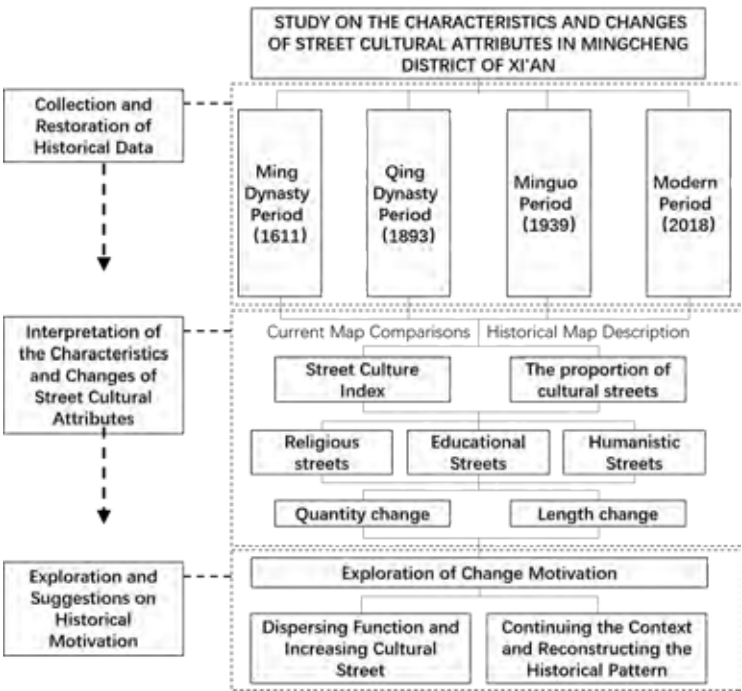 STUDY ON THE CHARACTERISTICS AND CHANGES
OF STREET CULTURAL ATTRIBUTES IN MINGCHENG
DISTRICT OF XI'AN
Collection and
Restoration of
Historical Data
Ming
Dynasty
Period
(1611)
Qing
Dynasty
Period
(1893)
Minguo
Period
(1939)
Modern
Period
(2018)
Interpretation of
the Characteristics
and Changes of
Street Cultural
Attributes
Current Map Comparisons
Historical Map Description
Street Culture
Index
The proportion of
cultural streets
Religious
streets
Educational
Streets
Humanistic
Streets
Quantity change
Length change
Exploration and
Suggestions on
Historical
Motivation
Exploration of Change Motivation
Dispersing Function and
Increasing Cultural
Street
Continuing the Context
and Reconstructing the
Historical Pattern